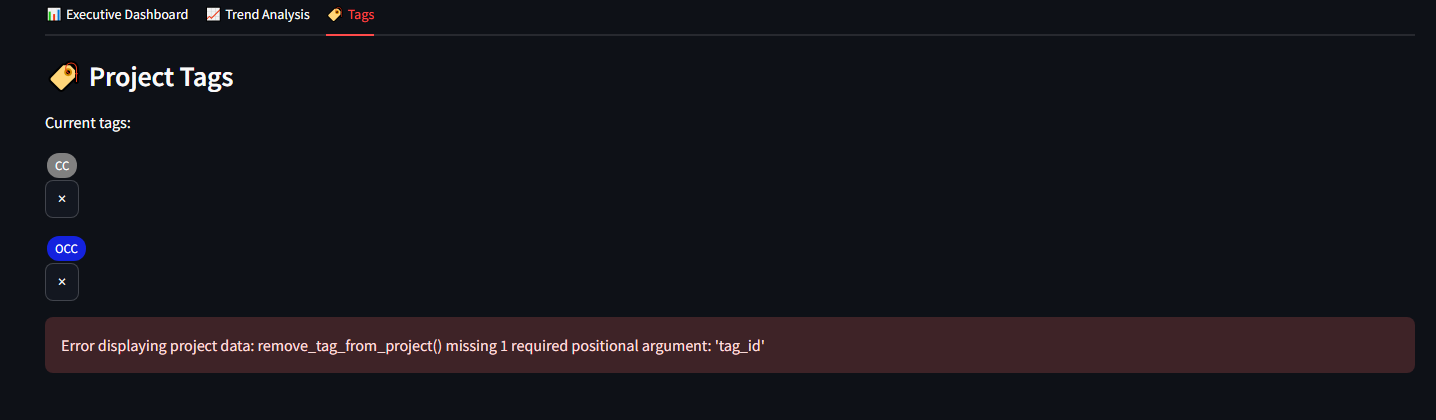 Executive Dashboard Trend Analysis Tags
Project Tags
Current tags:
CC
×
OCC
×
Error displaying project data: remove_tag_from_project() missing 1 required positional argument: 'tag_id'